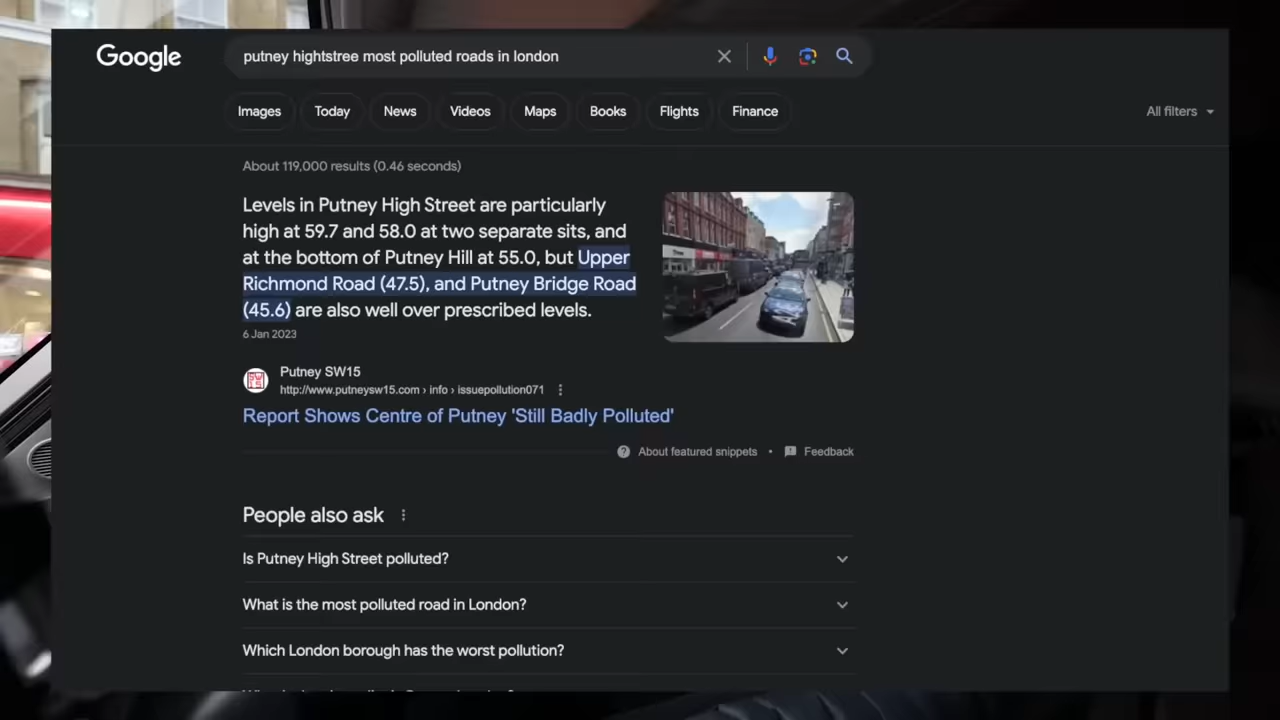 Google
putney hightstree most polluted roads in london
Images
Today
News
Videos
Maps
Books
Flights
Finance
All filters
About 119,000 results (0.46 seconds)
Levels in Putney High Street are particularly
high at 59.7 and 58.0 at two separate sits, and
at the bottom of Putney Hill at 55.0, but Upper
Richmond Road (47.5), and Putney Bridge Road
(45.6) are also well over prescribed levels.
6 Jan 2023
Putney SW15
http://www.putneysw15.com › info › issuepollution071
Report Shows Centre of Putney 'Still Badly Polluted'
About featured snippets • Feedback
People also ask
Is Putney High Street polluted?
What is the most polluted road in London?
Which London borough has the worst pollution?